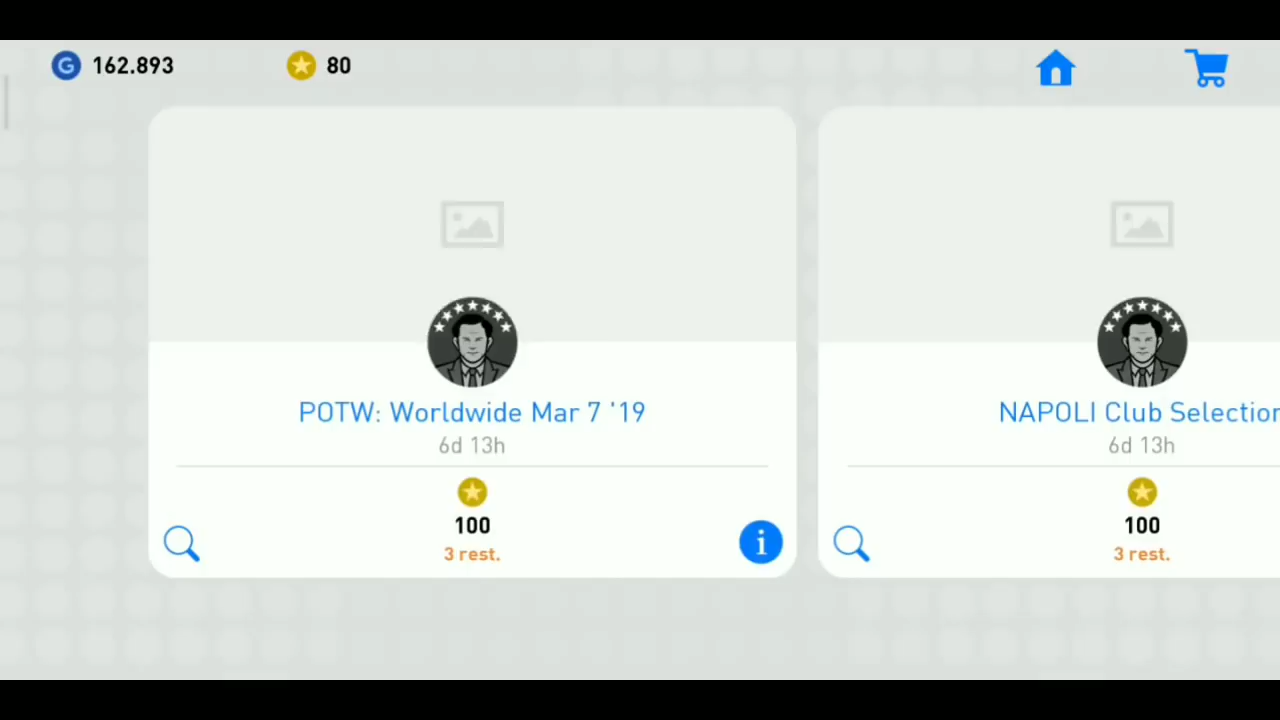 G 162.893
80
POTW: Worldwide Mar 7 '19
6d 13h
100
3 rest.
i
NAPOLI Club Selection
6d 13h
100
3 rest.